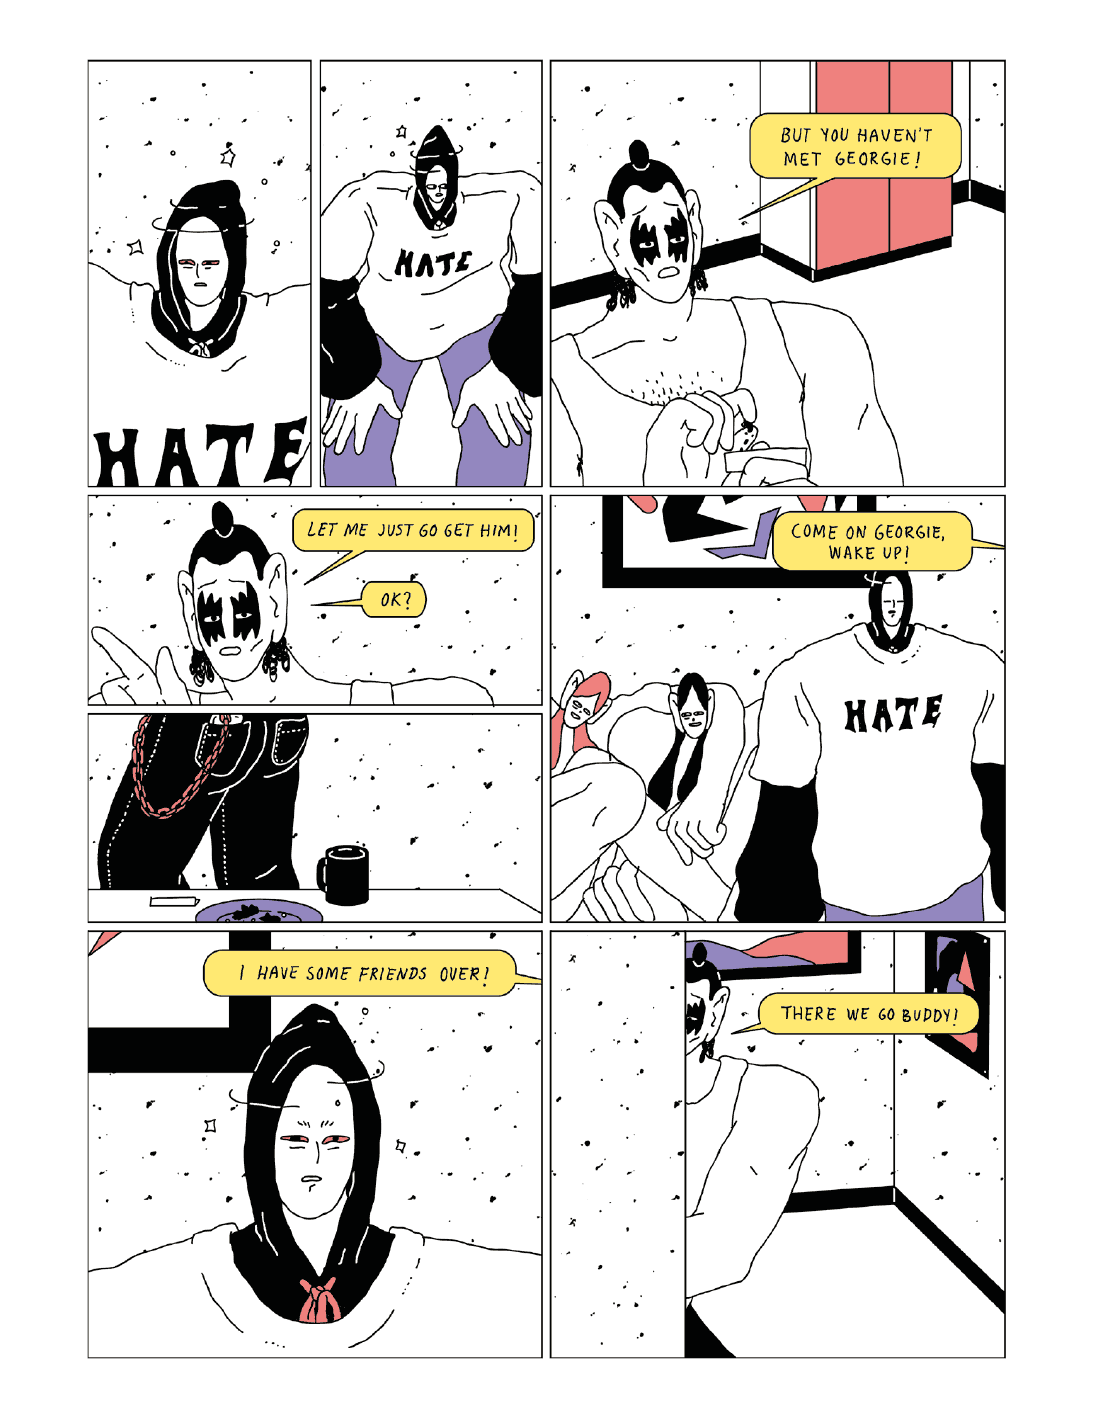 HATE
HATE
BUT YOU HAVEN'T
MET GEORGIE!
LET ME JUST GO GET HIM!
OK?
COME ON GEORGIE,
WAKE UP!
HATE
I HAVE SOME FRIENDS OVER!
THERE WE GO BUDDY!